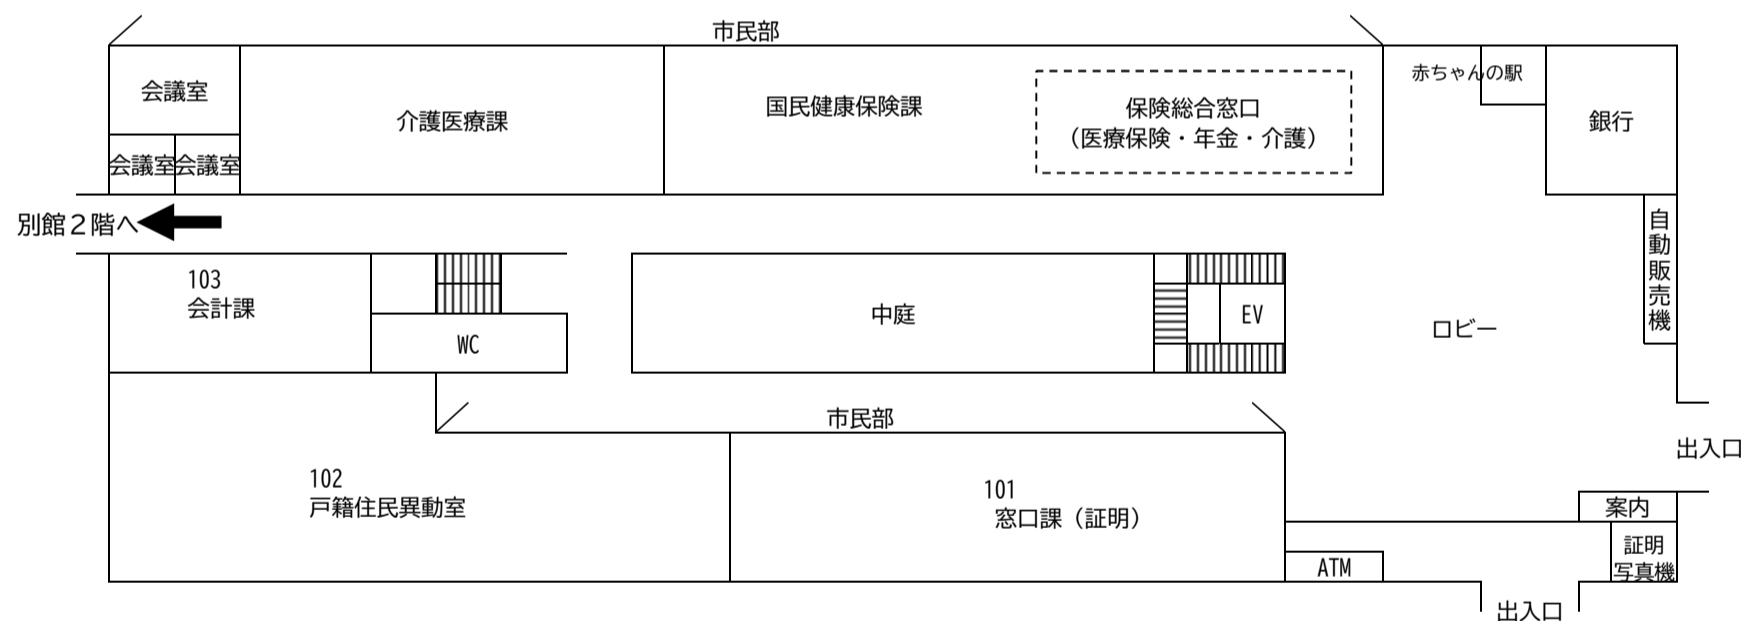 市民部
会議室
介護医療課
国民健康保険課
保険総合窓口
（医療保険・年金・介護）
赤ちゃんの駅
銀行
会議室
会議室
別館２階へ
自動販売機
103
会計課
WC
中庭
EV
ロビー
市民部
出入口
102
戸籍住民異動室
101
窓口課（証明）
案内
証明
写真機
ATM
出入口